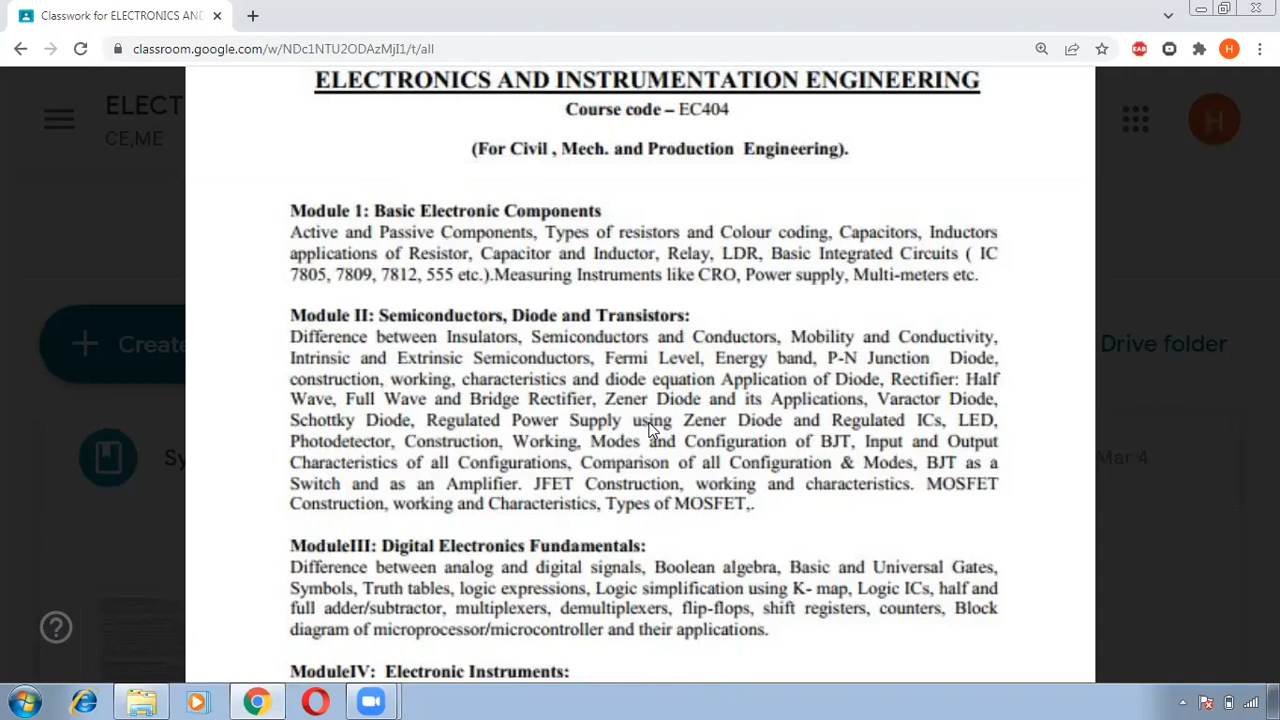 Classwork for ELECTRONICS AND
classroom.google.com/w/NDc1NTU2ODAzMjI1/t/all
EAB
H
ELECT
CE,ME
H
Create
Drive folder
Sy
Mar 4
ELECTRONICS AND INSTRUMENTATION ENGINEERING
Course code – EC404
(For Civil , Mech. and Production Engineering).
Module 1: Basic Electronic Components
Active and Passive Components, Types of resistors and Colour coding, Capacitors, Inductors
applications of Resistor, Capacitor and Inductor, Relay, LDR, Basic Integrated Circuits ( IC
7805, 7809, 7812, 555 etc.).Measuring Instruments like CRO, Power supply, Multi-meters etc.
Module II: Semiconductors, Diode and Transistors:
Difference between Insulators, Semiconductors and Conductors, Mobility and Conductivity,
Intrinsic and Extrinsic Semiconductors, Fermi Level, Energy band, P-N Junction Diode,
construction, working, characteristics and diode equation Application of Diode, Rectifier: Half
Wave, Full Wave and Bridge Rectifier, Zener Diode and its Applications, Varactor Diode,
Schottky Diode, Regulated Power Supply using Zener Diode and Regulated ICs, LED,
Photodetector, Construction, Working, Modes and Configuration of BJT, Input and Output
Characteristics of all Configurations, Comparison of all Configuration & Modes, BJT as a
Switch and as an Amplifier. JFET Construction, working and characteristics. MOSFET
Construction, working and Characteristics, Types of MOSFET,.
ModuleIII: Digital Electronics Fundamentals:
Difference between analog and digital signals, Boolean algebra, Basic and Universal Gates,
Symbols, Truth tables, logic expressions, Logic simplification using K- map, Logic ICs, half and
full adder/subtractor, multiplexers, demultiplexers, flip-flops, shift registers, counters, Block
diagram of microprocessor/microcontroller and their applications.
ModuleIV: Electronic Instruments: